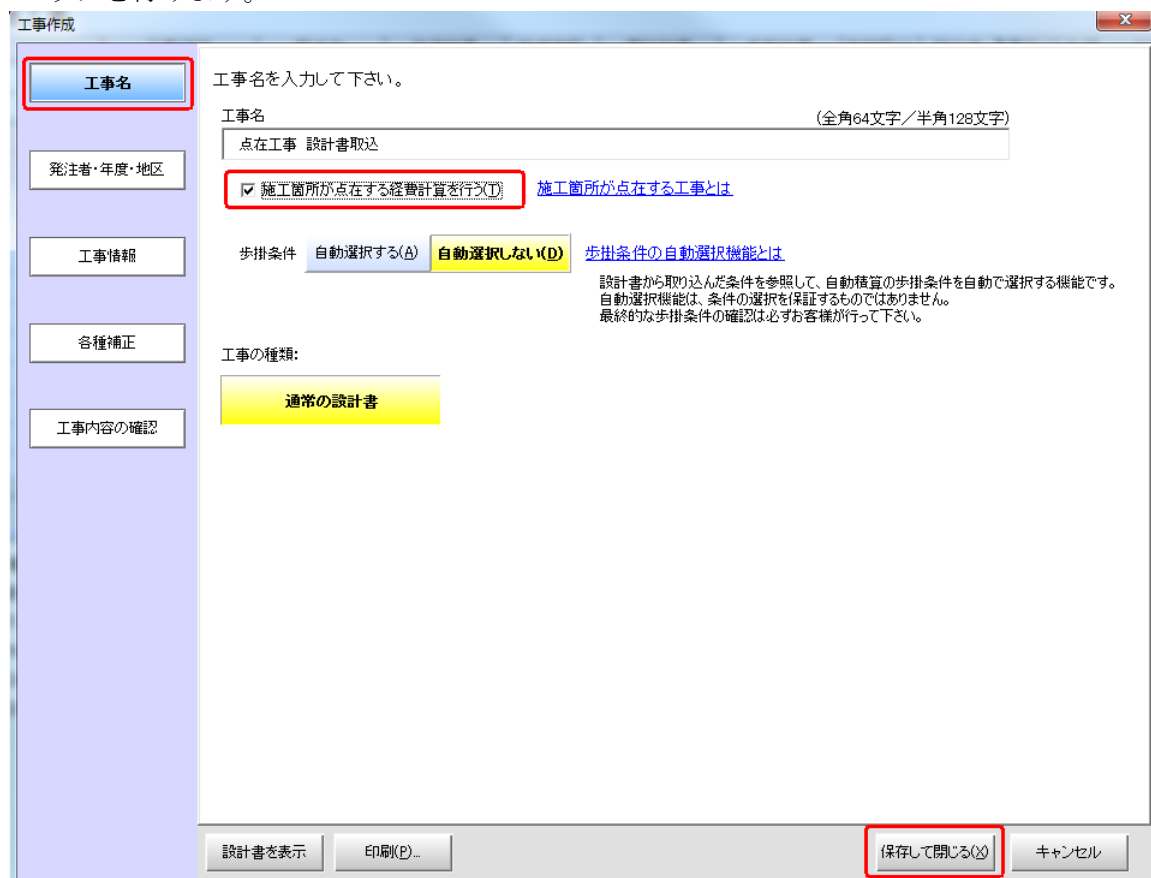 工事作成
工事名
発注者・年度・地区
工事情報
各種補正
工事内容の確認
工事名を入力して下さい。
工事名 (全角64文字／半角128文字)
点在工事 設計書取込
施工箇所が点在する経費計算を行う(T) 施工箇所が点在する工事とは
歩掛条件 自動選択する(A) 自動選択しない(D) 歩掛条件の自動選択機能とは
設計書から取り込んだ条件を参照して、自動積算の歩掛条件を自動で選択する機能です。
自動選択機能は、条件の選択を保証するものではありません。
最終的な歩掛条件の確認は必ずお客様が行って下さい。
工事の種類:
通常の設計書
設計書を表示 印刷(P)... 保存して閉じる(X) キャンセル